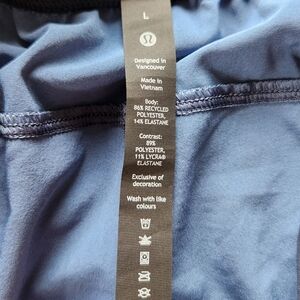 L
Designed in
Vancouver
Made in
Vietnam
Body:
86% RECYCLED
POLYESTER,
14% ELASTANE
Contrast:
89%
POLYESTER,
11% LYCRA®
ELASTANE
Exclusive of
decoration
Wash with like
colours